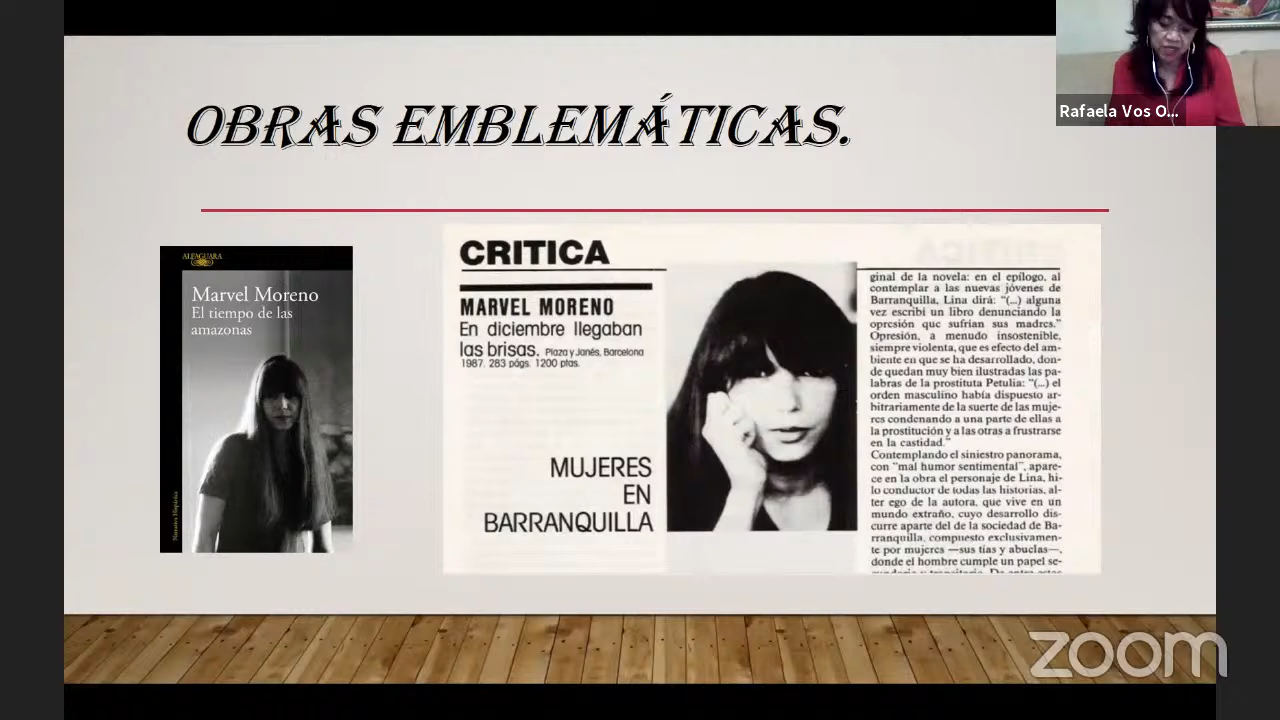 OBRAS EMBLEMÁTICAS.
Rafaela Vos O...
ALFAGUARA
Marvel Moreno
El tiempo de las
amazonas
Narrativa Hispánica
CRITICA
MARVEL MORENO
En diciembre llegaban
las brisas. Plaza y Janés, Barcelona
1987. 283 págs. 1200 ptas.
MUJERES
EN
BARRANQUILLA
ginal de la novela: en el epílogo, al
contemplar a las nuevas jóvenes de
Barranquilla, Lina dirá: “(...) alguna
vez escribí un libro denunciando la
opresión que sufrían sus madres.”
Opresión, a menudo insostenible,
siempre violenta, que es efecto del am-
biente en que se ha desarrollado, don-
de quedan muy bien ilustradas las pa-
labras de la prostituta Petulia: “(...) el
orden masculino había dispuesto ar-
bitrariamente de la suerte de las muje-
res condenando a una parte de ellas a
la prostitución y a las otras a frustrarse
en la castidad.”
Contemplando el siniestro panorama,
con “mal humor sentimental”, apare-
ce en la obra el personaje de Lina, hi-
lo conductor de todas las historias, al-
ter ego de la autora, que vive en un
mundo extraño, cuyo desarrollo dis-
curre aparte del de la sociedad de Ba-
rranquilla, compuesto exclusivamen-
te por mujeres —sus tías y abuelas—,
donde el hombre cumple un papel se-
zoom